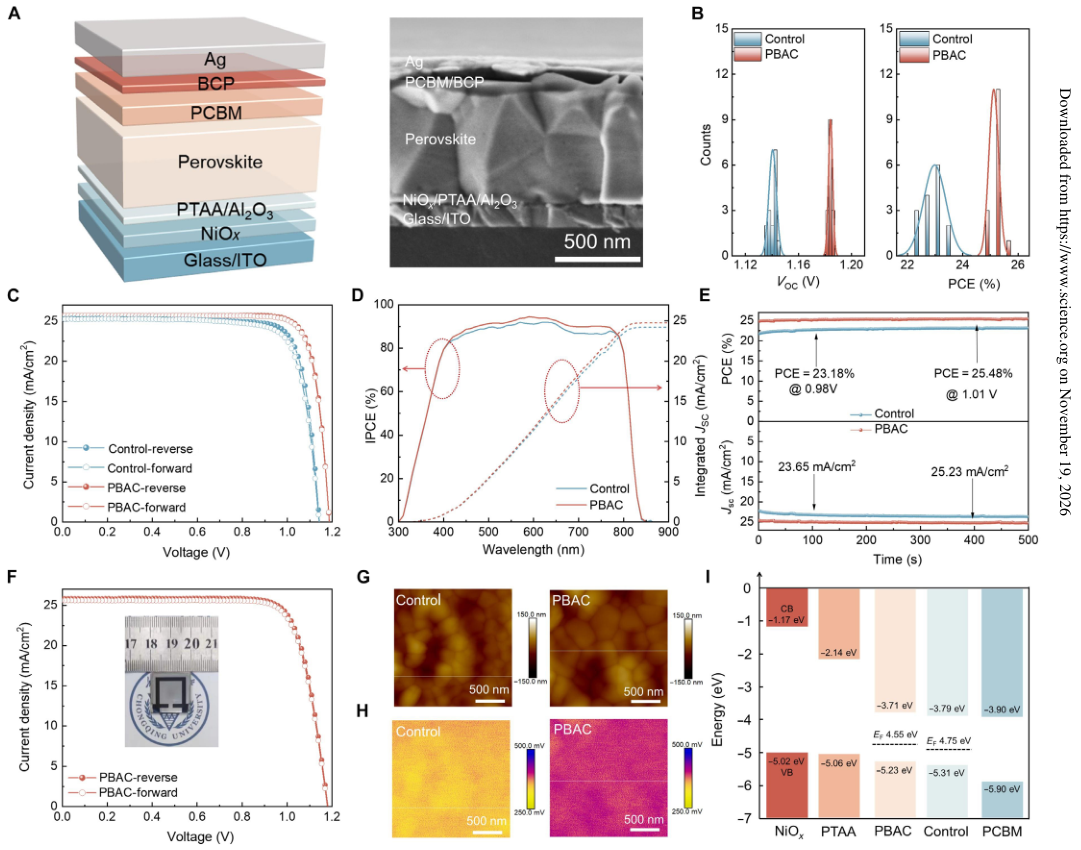 A
Ag
BCP
PCBM
Perovskite
PTAA/Al2O3
NiOx
Glass/ITO
Ag
PCBM/BCP
Perovskite
NiOx/PTAA/Al2O3
Glass/ITO
500 nm
B
Control
PBAC
Control
PBAC
15
12
9
6
3
0
Counts
1.12 1.16 1.20
VOC (V)
15
12
9
6
3
0
22 24 26
PCE (%)
C
Current density (mA/cm2)
25
20
15
10
5
0
Control-reverse
Control-forward
PBAC-reverse
PBAC-forward
0.0 0.2 0.4 0.6 0.8 1.0 1.2
Voltage (V)
D
IPCE (%)
100
80
60
40
20
0
Control
PBAC
300 400 500 600 700 800 900
Wavelength (nm)
25
20
15
10
5
0
Integrated JSC (mA/cm2)
E
PCE (%)
25
20
15
10
5
0
PCE = 23.18%
@ 0.98V
PCE = 25.48%
@ 1.01 V
Control
PBAC
Jsc (mA/cm2)
5
10
15
20
25
23.65 mA/cm2
25.23 mA/cm2
0 100 200 300 400 500
Time (s)
F
Current density (mA/cm2)
25
20
15
10
5
0
17 18 19 20 21
CHONGQING UNIVERSITY
PBAC-reverse
PBAC-forward
0.0 0.2 0.4 0.6 0.8 1.0 1.2
Voltage (V)
G
Control
500 nm
150.0 nm
−150.0 nm
PBAC
500 nm
150.0 nm
−150.0 nm
H
Control
500 nm
500.0 mV
250.0 mV
PBAC
500 nm
500.0 mV
250.0 mV
I
Energy (eV)
0
−1
−2
−3
−4
−5
−6
−7
CB
−1.17 eV
−2.14 eV
−3.71 eV
−3.79 eV
−3.90 eV
EF 4.55 eV
EF 4.75 eV
−5.02 eV
VB
−5.06 eV
−5.23 eV
−5.31 eV
−5.90 eV
NiOx PTAA PBAC Control PCBM
Downloaded from https://www.science.org on November 19, 2026